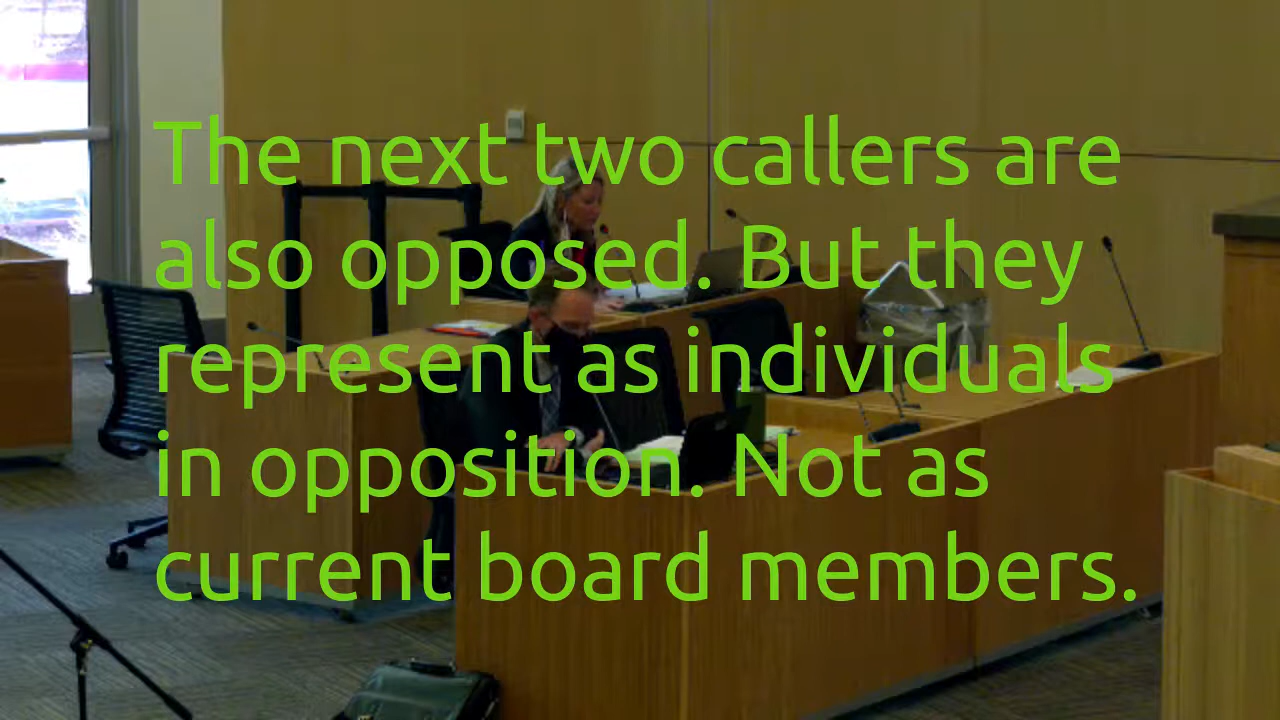 The next two callers are
also opposed. But they
represent as individuals
in opposition. Not as
current board members.